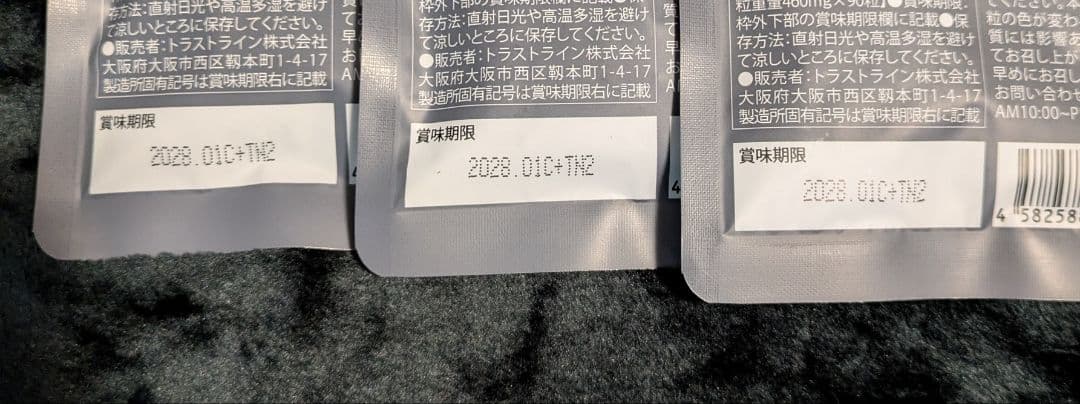 存方法:直射日光や高温多湿を避け
て涼しいところに保存してください。
●販売者:トラストライン株式会社
大阪府大阪市西区靱本町1-4-17
製造所固有記号は賞味期限右に記載
賞味期限
2028.01C+TN2
枠外下部の賞味期限欄に記載●保
存方法:直射日光や高温多湿を避け
て涼しいところに保存してください。
●販売者:トラストライン株式会社
大阪府大阪市西区靱本町1-4-17
製造所固有記号は賞味期限右に記載
賞味期限
2028.01C+TN2
粒重量460mg×90粒)●賞味期限:
枠外下部の賞味期限欄に記載●保
存方法:直射日光や高温多湿を避け
て涼しいところに保存してください。
●販売者:トラストライン株式会社
大阪府大阪市西区靱本町1-4-17
製造所固有記号は賞味期限右に記載
賞味期限
2028.01C+TN2
ください。本
粒の色が変わ
質には影響あ
てお召し上が
早めにお召し
お問い合わせ
AM10:00~P
4 58258